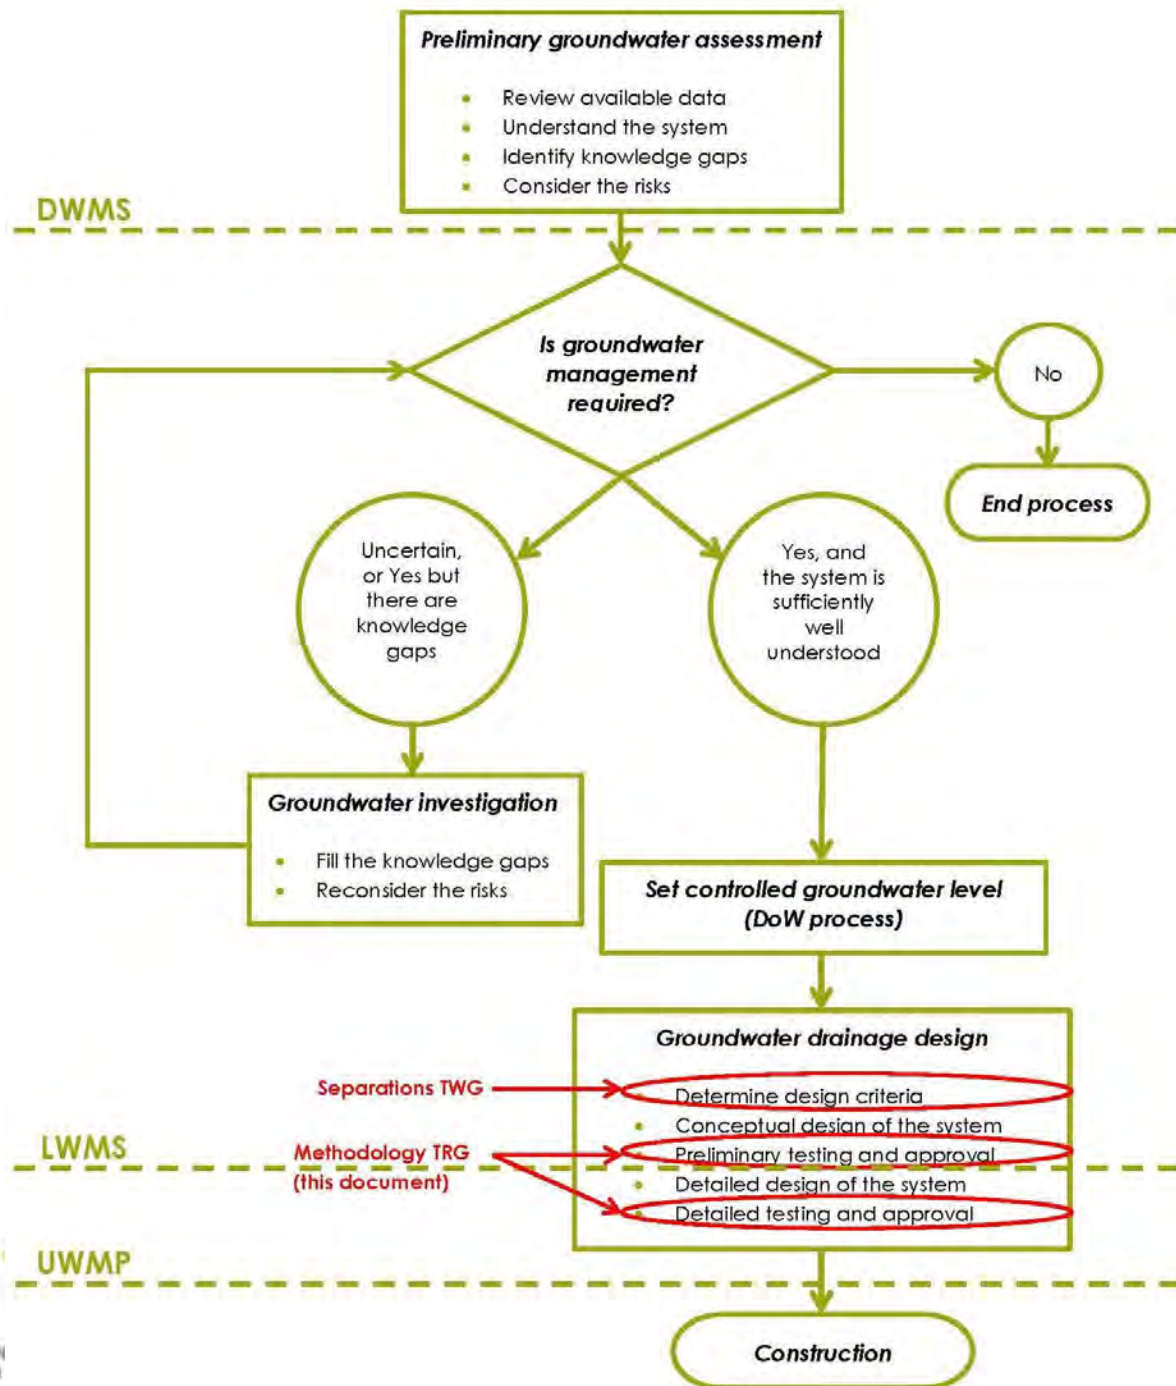 Preliminary groundwater assessment
• Review available data
• Understand the system
• Identify knowledge gaps
• Consider the risks
DWMS
Is groundwater
management
required?
No
End process
Uncertain,
or Yes but
there are
knowledge
gaps
Yes, and
the system is
sufficiently
well
understood
Groundwater investigation
• Fill the knowledge gaps
• Reconsider the risks
Set controlled groundwater level
(DoW process)
Groundwater drainage design
Separations TWG
Determine design criteria
• Conceptual design of the system
LWMS
Methodology TRG
(this document)
Preliminary testing and approval
• Detailed design of the system
Detailed testing and approval
UWMP
Construction